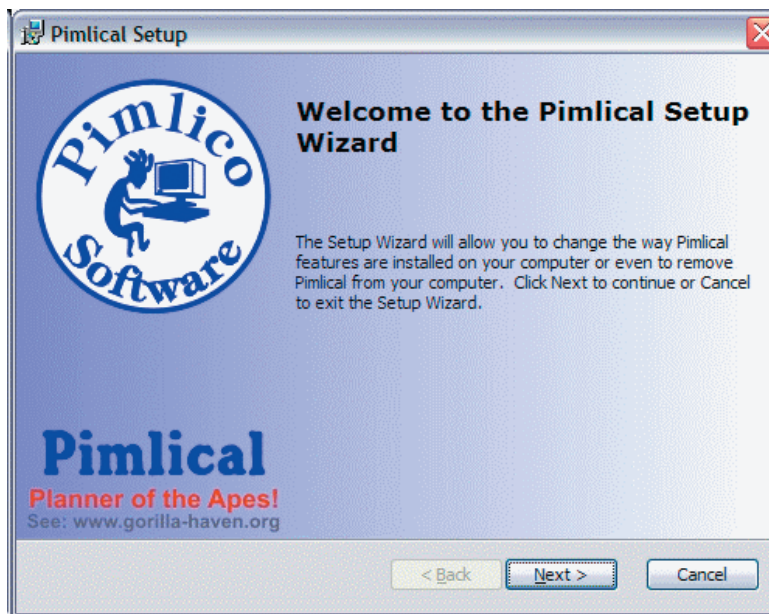 Pimlical Setup
Pimlico
Software
Welcome to the Pimlical Setup
Wizard
The Setup Wizard will allow you to change the way Pimlical
features are installed on your computer or even to remove
Pimlical from your computer. Click Next to continue or Cancel
to exit the Setup Wizard.
Pimlical
Planner of the Apes!
See: www.gorilla-haven.org
< Back
Next >
Cancel